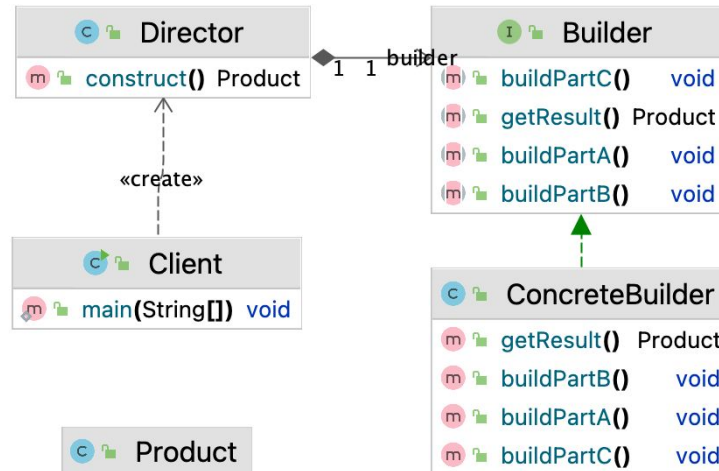 Director
construct() Product
1 1 builder
Builder
buildPartC() void
getResult() Product
buildPartA() void
buildPartB() void
«create»
Client
main(String[]) void
ConcreteBuilder
getResult() Product
buildPartB() void
buildPartA() void
buildPartC() void
Product